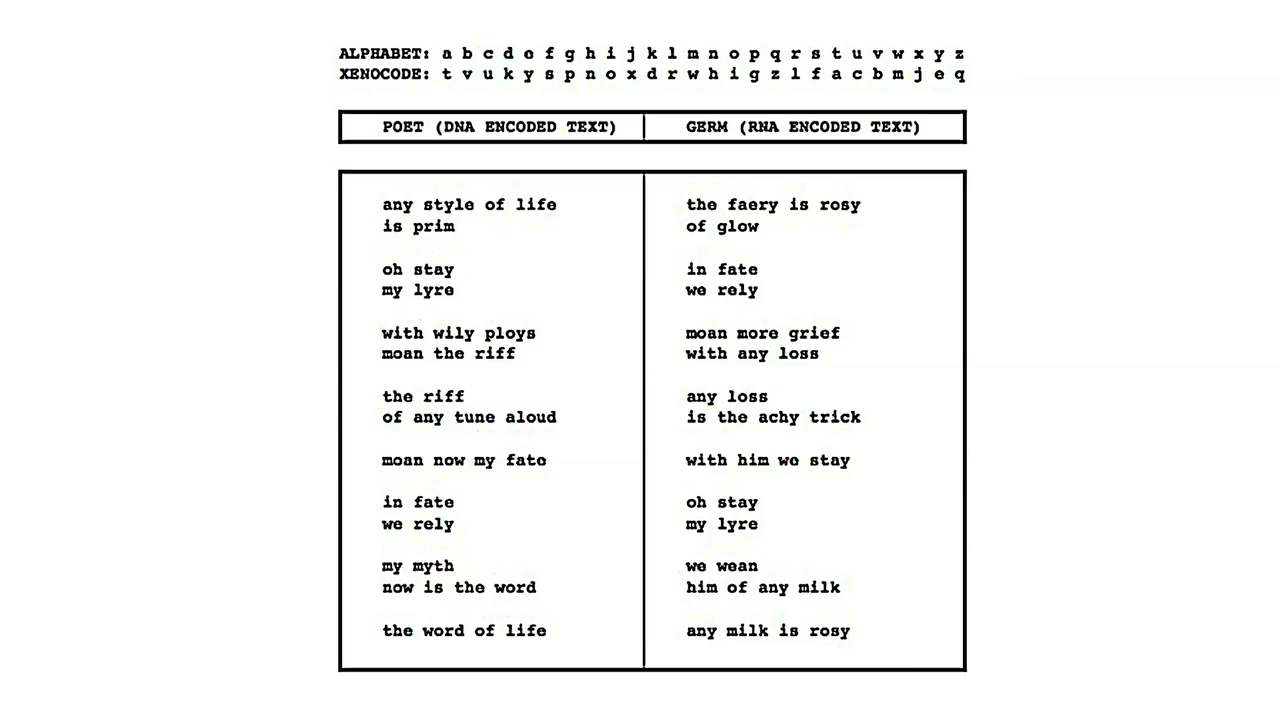 ALPHABET: a b c d e f g h i j k l m n o p q r s t u v w x y z
XENOCODE: t v u k y s p n o x d r w h i g z l f a c b m j e q
POET (DNA ENCODED TEXT)
GERM (RNA ENCODED TEXT)
any style of life
is prim
oh stay
my lyre
with wily ploys
moan the riff
the riff
of any tune aloud
moan now my fate
in fate
we rely
my myth
now is the word
the word of life
the faery is rosy
of glow
in fate
we rely
moan more grief
with any loss
any loss
is the achy trick
with him we stay
oh stay
my lyre
we wean
him of any milk
any milk is rosy